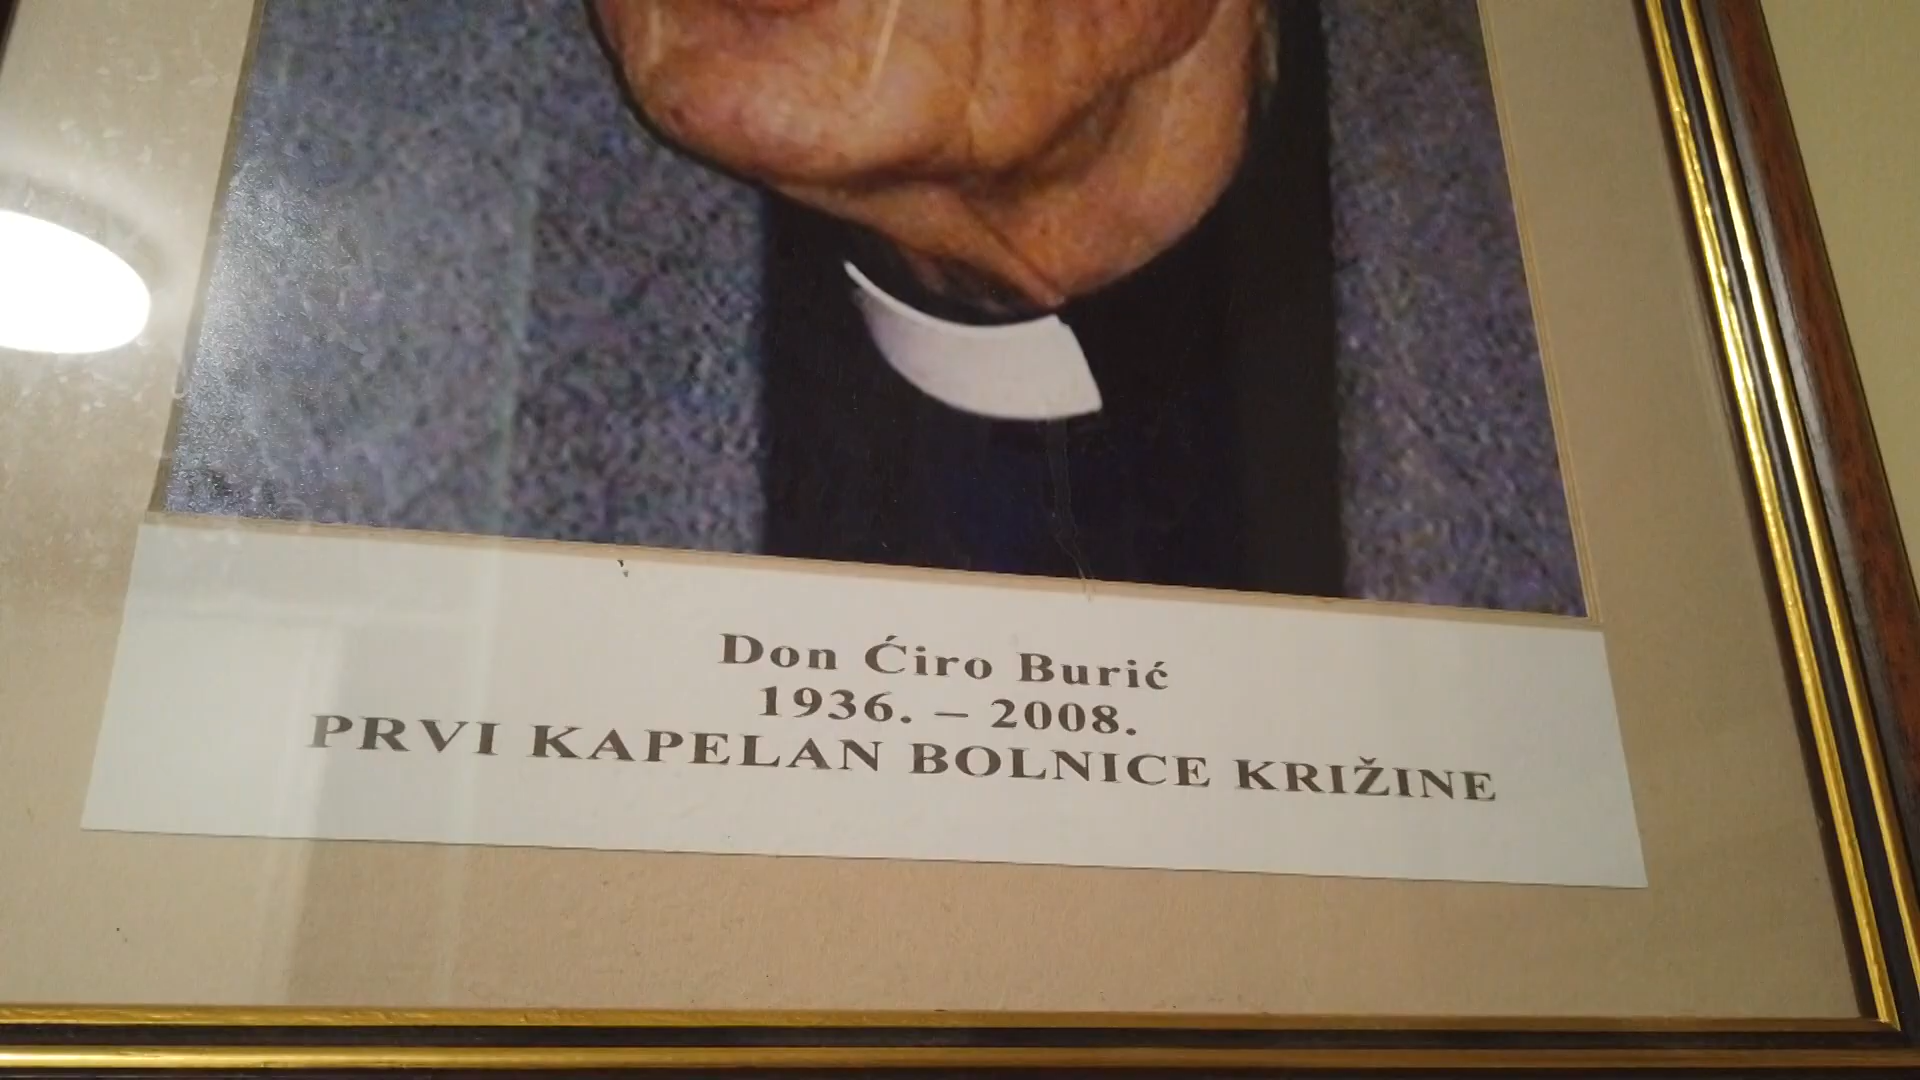 Don Ćiro Burić
1936. – 2008.
PRVI KAPELAN BOLNICE KRIŽINE